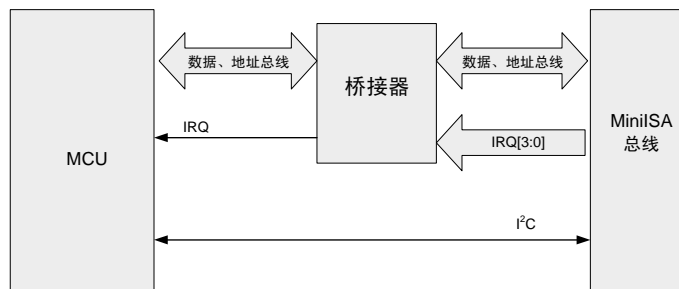 数据、地址总线
桥接器
数据、地址总线
IRQ
IRQ[3:0]
MCU
MiniISA
总线
I²C